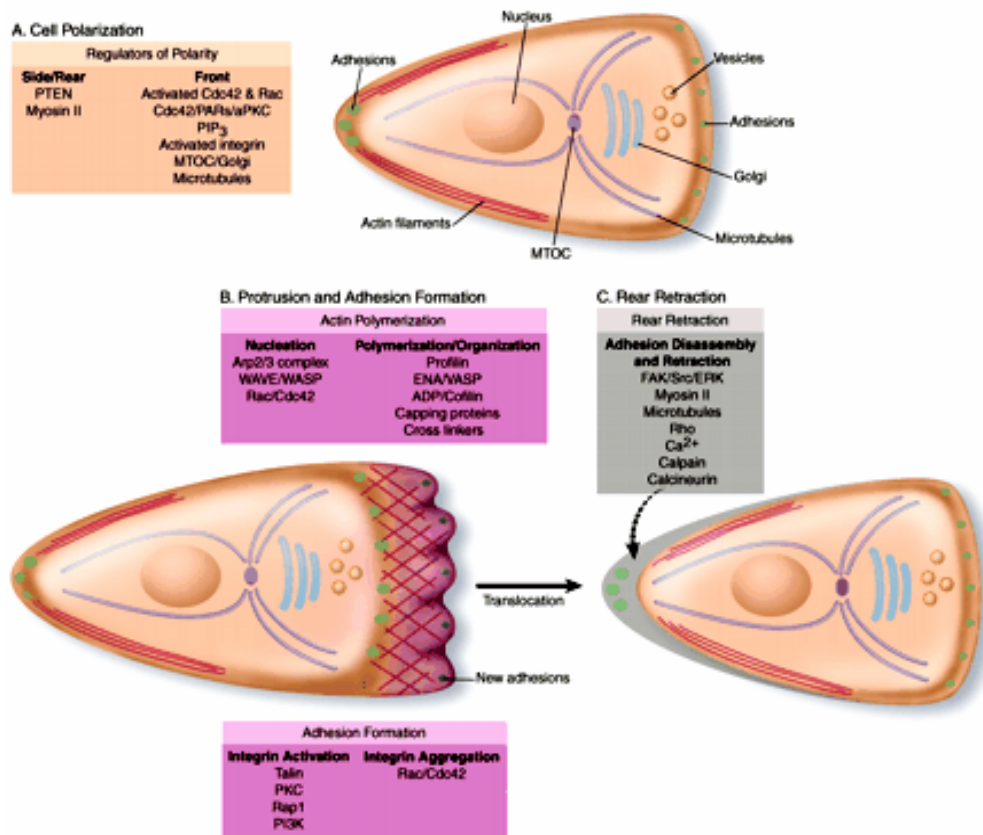 A. Cell Polarization
Regulators of Polarity
Side/Rear
PTEN
Myosin II
Front
Activated Cdc42 & Rac
Cdc42/PARs/aPKC
PIP3
Activated integrin
MTOC/Golgi
Microtubules
Adhesions
Nucleus
Vesicles
Adhesions
Golgi
Microtubules
MTOC
Actin filaments
B. Protrusion and Adhesion Formation
Actin Polymerization
Nucleation
Arp2/3 complex
WAVE/WASP
Rac/Cdc42
Polymerization/Organization
Profilin
ENA/VASP
ADP/Cofilin
Capping proteins
Cross linkers
C. Rear Retraction
Rear Retraction
Adhesion Disassembly
and Retraction
FAK/Src/ERK
Myosin II
Microtubules
Rho
Ca2+
Calpain
Calcineurin
Translocation
New adhesions
Adhesion Formation
Integrin Activation
Talin
PKC
Rap1
PI3K
Integrin Aggregation
Rac/Cdc42